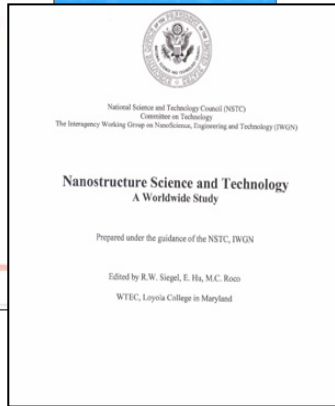 National Science and Technology Council (NSTC)
Committee on Technology
The Interagency Working Group on NanoScience, Engineering and Technology (IWGN)
Nanostructure Science and Technology
A Worldwide Study
Prepared under the guidance of the NSTC, IWGN
Edited by R.W. Siegel, E. Hu, M.C. Roco
WTEC, Loyola College in Maryland